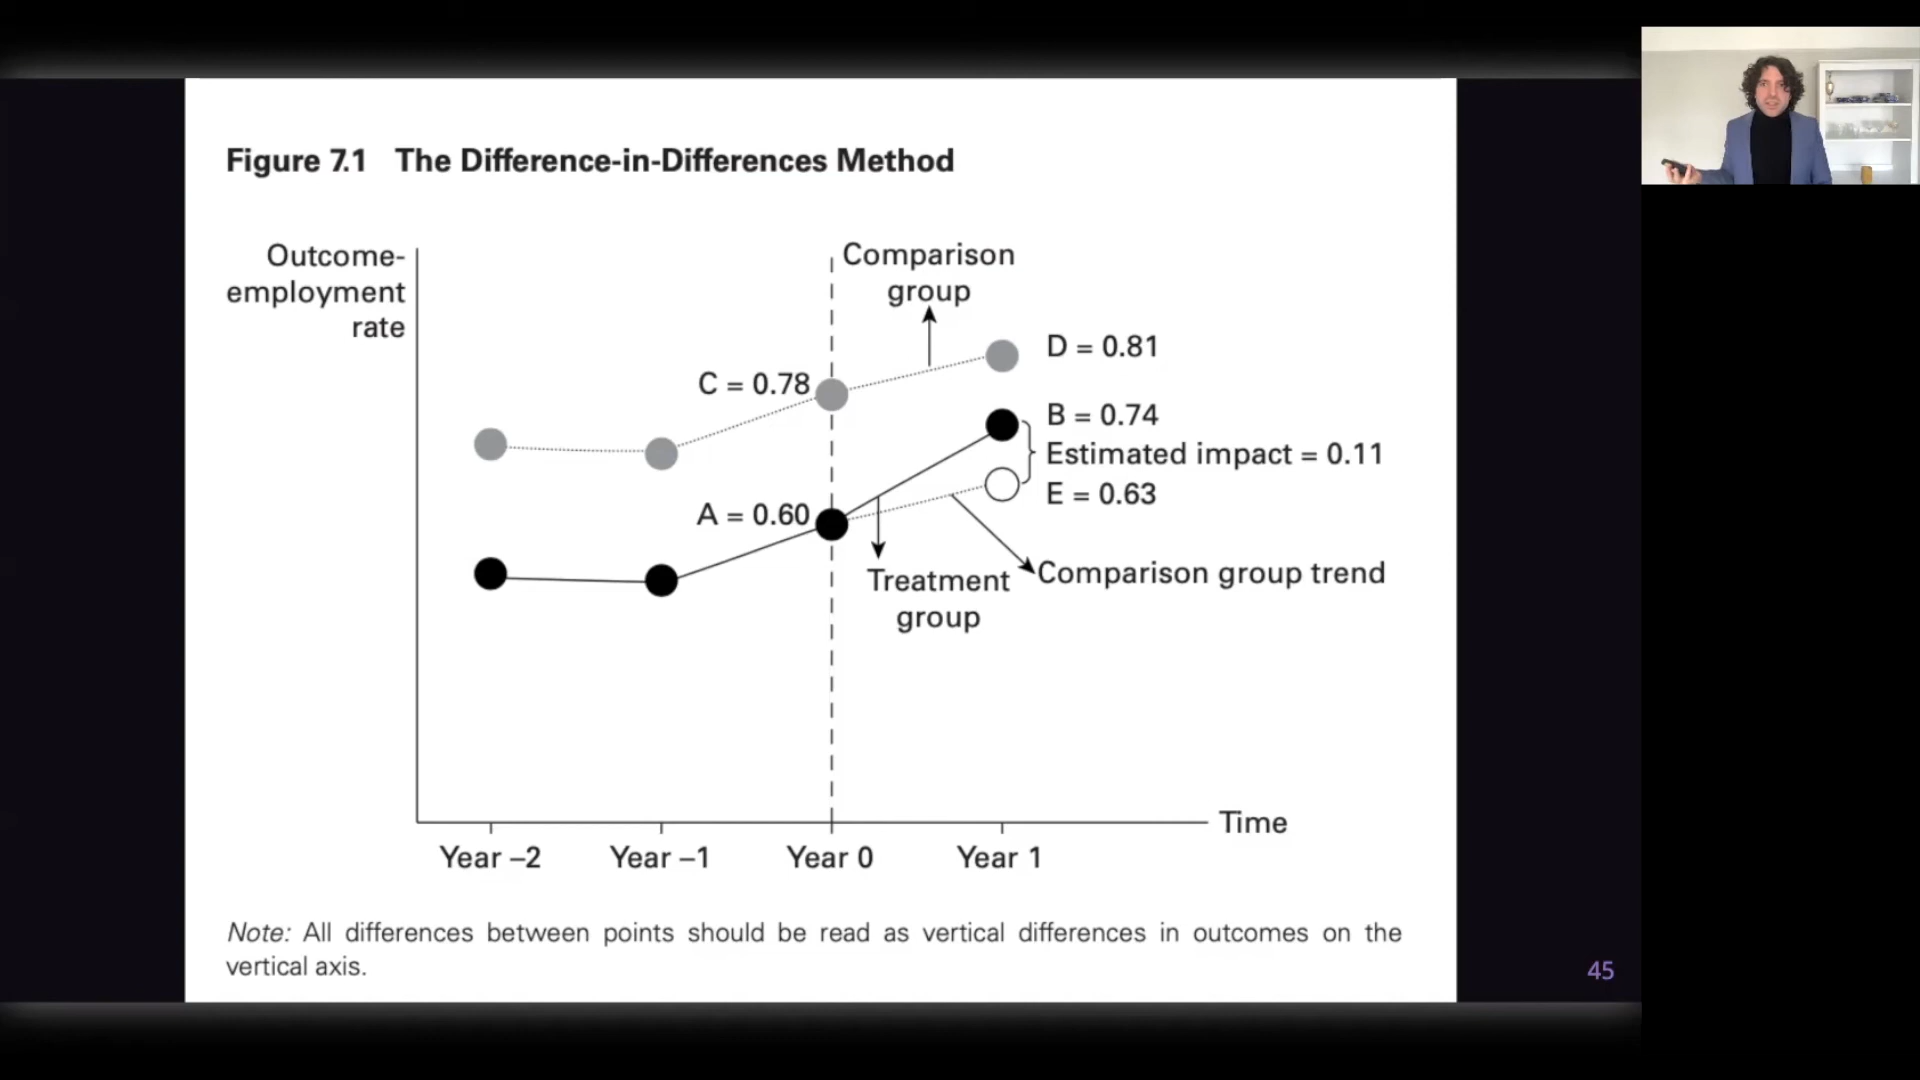 Figure 7.1 The Difference-in-Differences Method
Outcome-
employment
rate
Comparison
group
C = 0.78
D = 0.81
B = 0.74
Estimated impact = 0.11
E = 0.63
A = 0.60
Treatment
group
Comparison group trend
Time
Year –2 Year –1 Year 0 Year 1
Note: All differences between points should be read as vertical differences in outcomes on the
vertical axis.
45